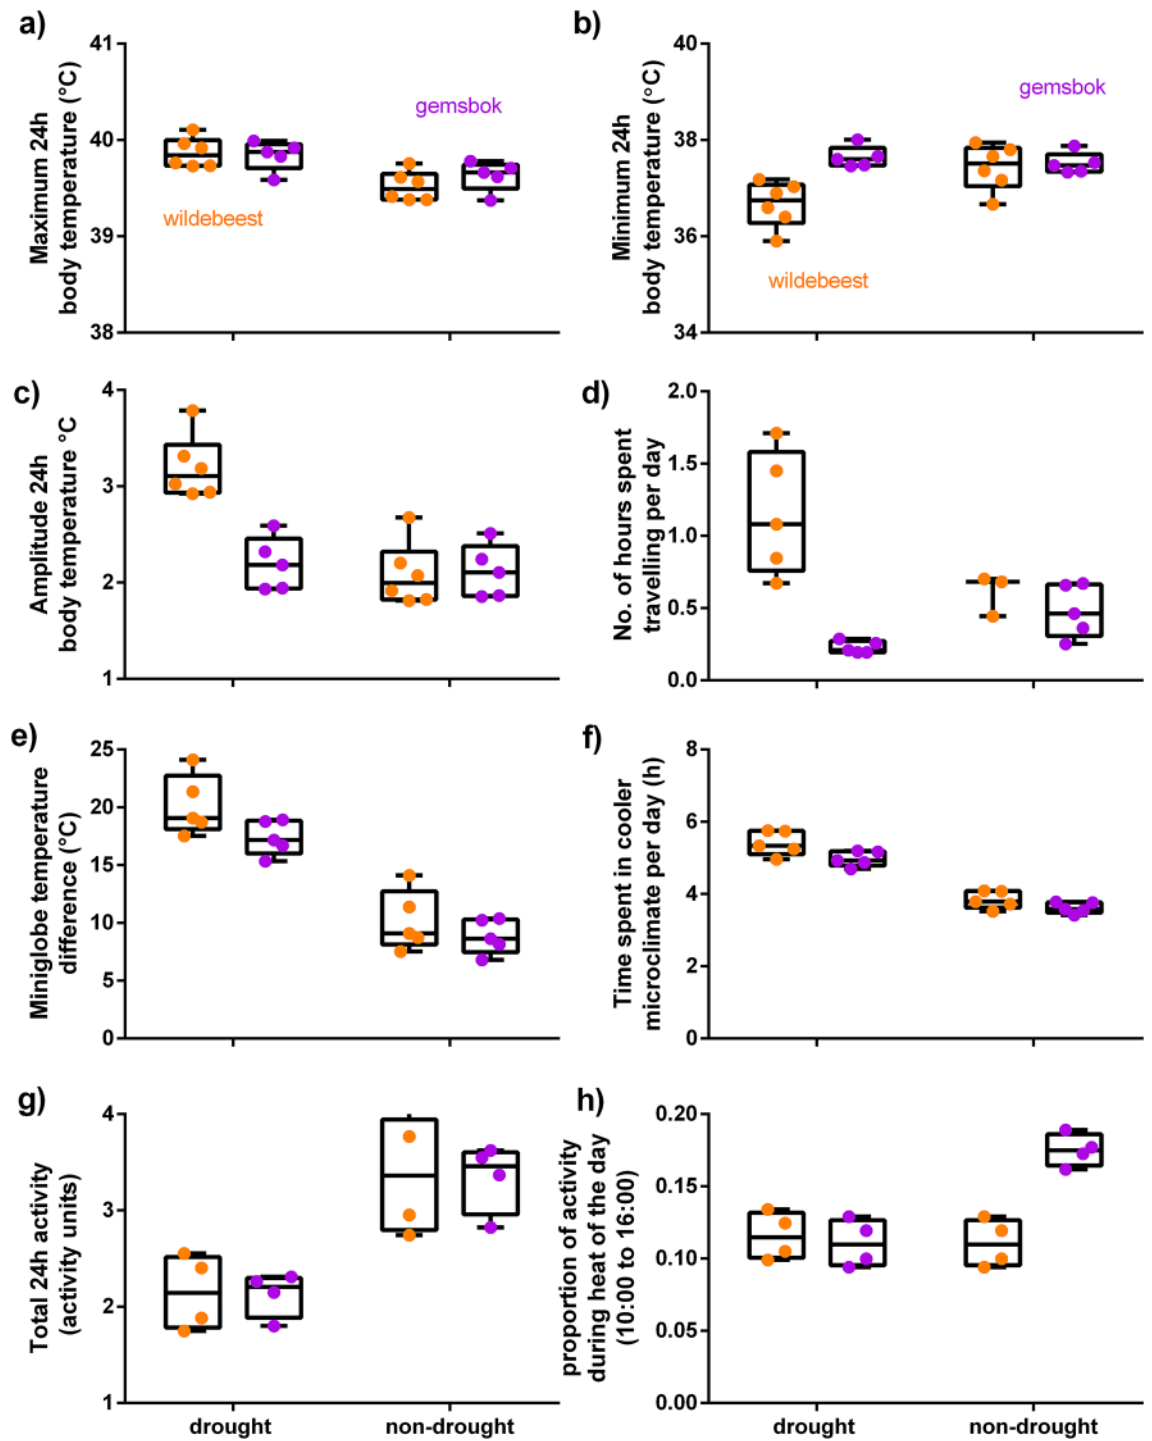 a)
Maximum 24h
body temperature (°C)
41
40
39
38
gemsbok
wildebeest
b)
Minimum 24h
body temperature (°C)
40
38
36
34
gemsbok
wildebeest
c)
Amplitude 24h
body temperature °C
4
3
2
1
d)
No. of hours spent
travelling per day
2.0
1.5
1.0
0.5
0.0
e)
Miniglobe temperature
difference (°C)
25
20
15
10
5
0
f)
Time spent in cooler
microclimate per day (h)
8
6
4
2
0
g)
Total 24h activity
(activity units)
4
3
2
1
drought
non-drought
h)
proportion of activity
during heat of the day
(10:00 to 16:00)
0.20
0.15
0.10
0.05
0.00
drought
non-drought